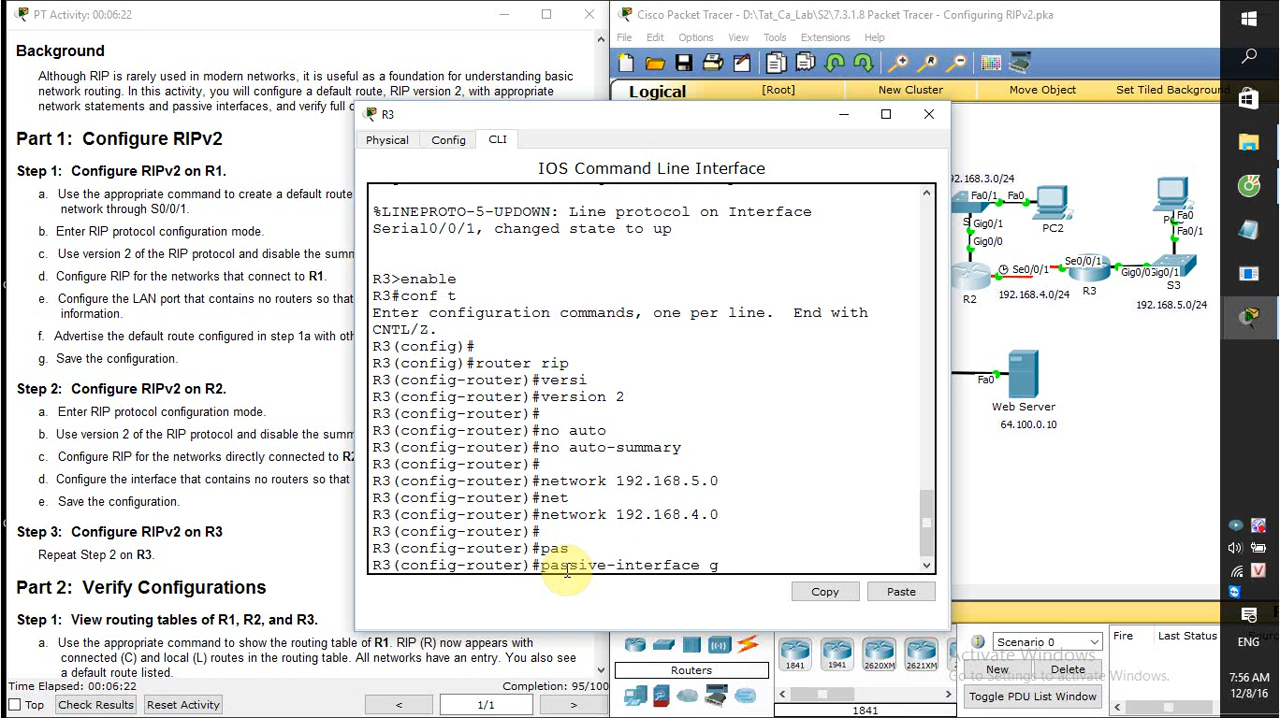 PT Activity: 00:06:22
Background
Although RIP is rarely used in modern networks, it is useful as a foundation for understanding basic
network routing. In this activity, you will configure a default route, RIP version 2, with appropriate
network statements and passive interfaces, and verify full c
Part 1: Configure RIPv2
Step 1: Configure RIPv2 on R1.
a. Use the appropriate command to create a default route
network through S0/0/1.
b. Enter RIP protocol configuration mode.
c. Use version 2 of the RIP protocol and disable the summ
d. Configure RIP for the networks that connect to R1.
e. Configure the LAN port that contains no routers so that
information.
f. Advertise the default route configured in step 1a with oth
g. Save the configuration.
Step 2: Configure RIPv2 on R2.
a. Enter RIP protocol configuration mode.
b. Use version 2 of the RIP protocol and disable the summ
c. Configure RIP for the networks directly connected to R2
d. Configure the interface that contains no routers so that
e. Save the configuration.
Step 3: Configure RIPv2 on R3
Repeat Step 2 on R3.
Part 2: Verify Configurations
Step 1: View routing tables of R1, R2, and R3.
a. Use the appropriate command to show the routing table of R1. RIP (R) now appears with
connected (C) and local (L) routes in the routing table. All networks have an entry. You also see
a default route listed.
Time Elapsed: 00:06:22
Completion: 95/100
Top
Check Results
Reset Activity
<
1/1
>
Cisco Packet Tracer - D:\Tat_Ca_Lab\S2\7.3.1.8 Packet Tracer - Configuring RIPv2.pka
File Edit Options View Tools Extensions Help
Logical
[Root]
New Cluster
Move Object
Set Tiled Background
R3
Physical
Config
CLI
IOS Command Line Interface
%LINEPROTO-5-UPDOWN: Line protocol on Interface
Serial0/0/1, changed state to up
R3>enable
R3#conf t
Enter configuration commands, one per line. End with
CNTL/Z.
R3(config)#
R3(config)#router rip
R3(config-router)#versi
R3(config-router)#version 2
R3(config-router)#
R3(config-router)#no auto
R3(config-router)#no auto-summary
R3(config-router)#
R3(config-router)#network 192.168.5.0
R3(config-router)#net
R3(config-router)#network 192.168.4.0
R3(config-router)#
R3(config-router)#pas
R3(config-router)#passive-interface g
Copy
Paste
92.168.3.0/24
Fa0/1
Fa0
PC2
Gig0/1
Gig0/0
R2
Se0/0/1
192.168.4.0/24
Se0/0/1
R3
Fa0
Fa0/1
S3
192.168.5.0/24
Fa0
Web Server
64.100.0.10
Routers
1841
1941
2620XM
2621XM
1841
Scenario 0
New
Delete
Toggle PDU List Window
Fire
Last Status
Activate Windows
Go to Settings to activate Windows.
ENG
7:56 AM
12/8/16